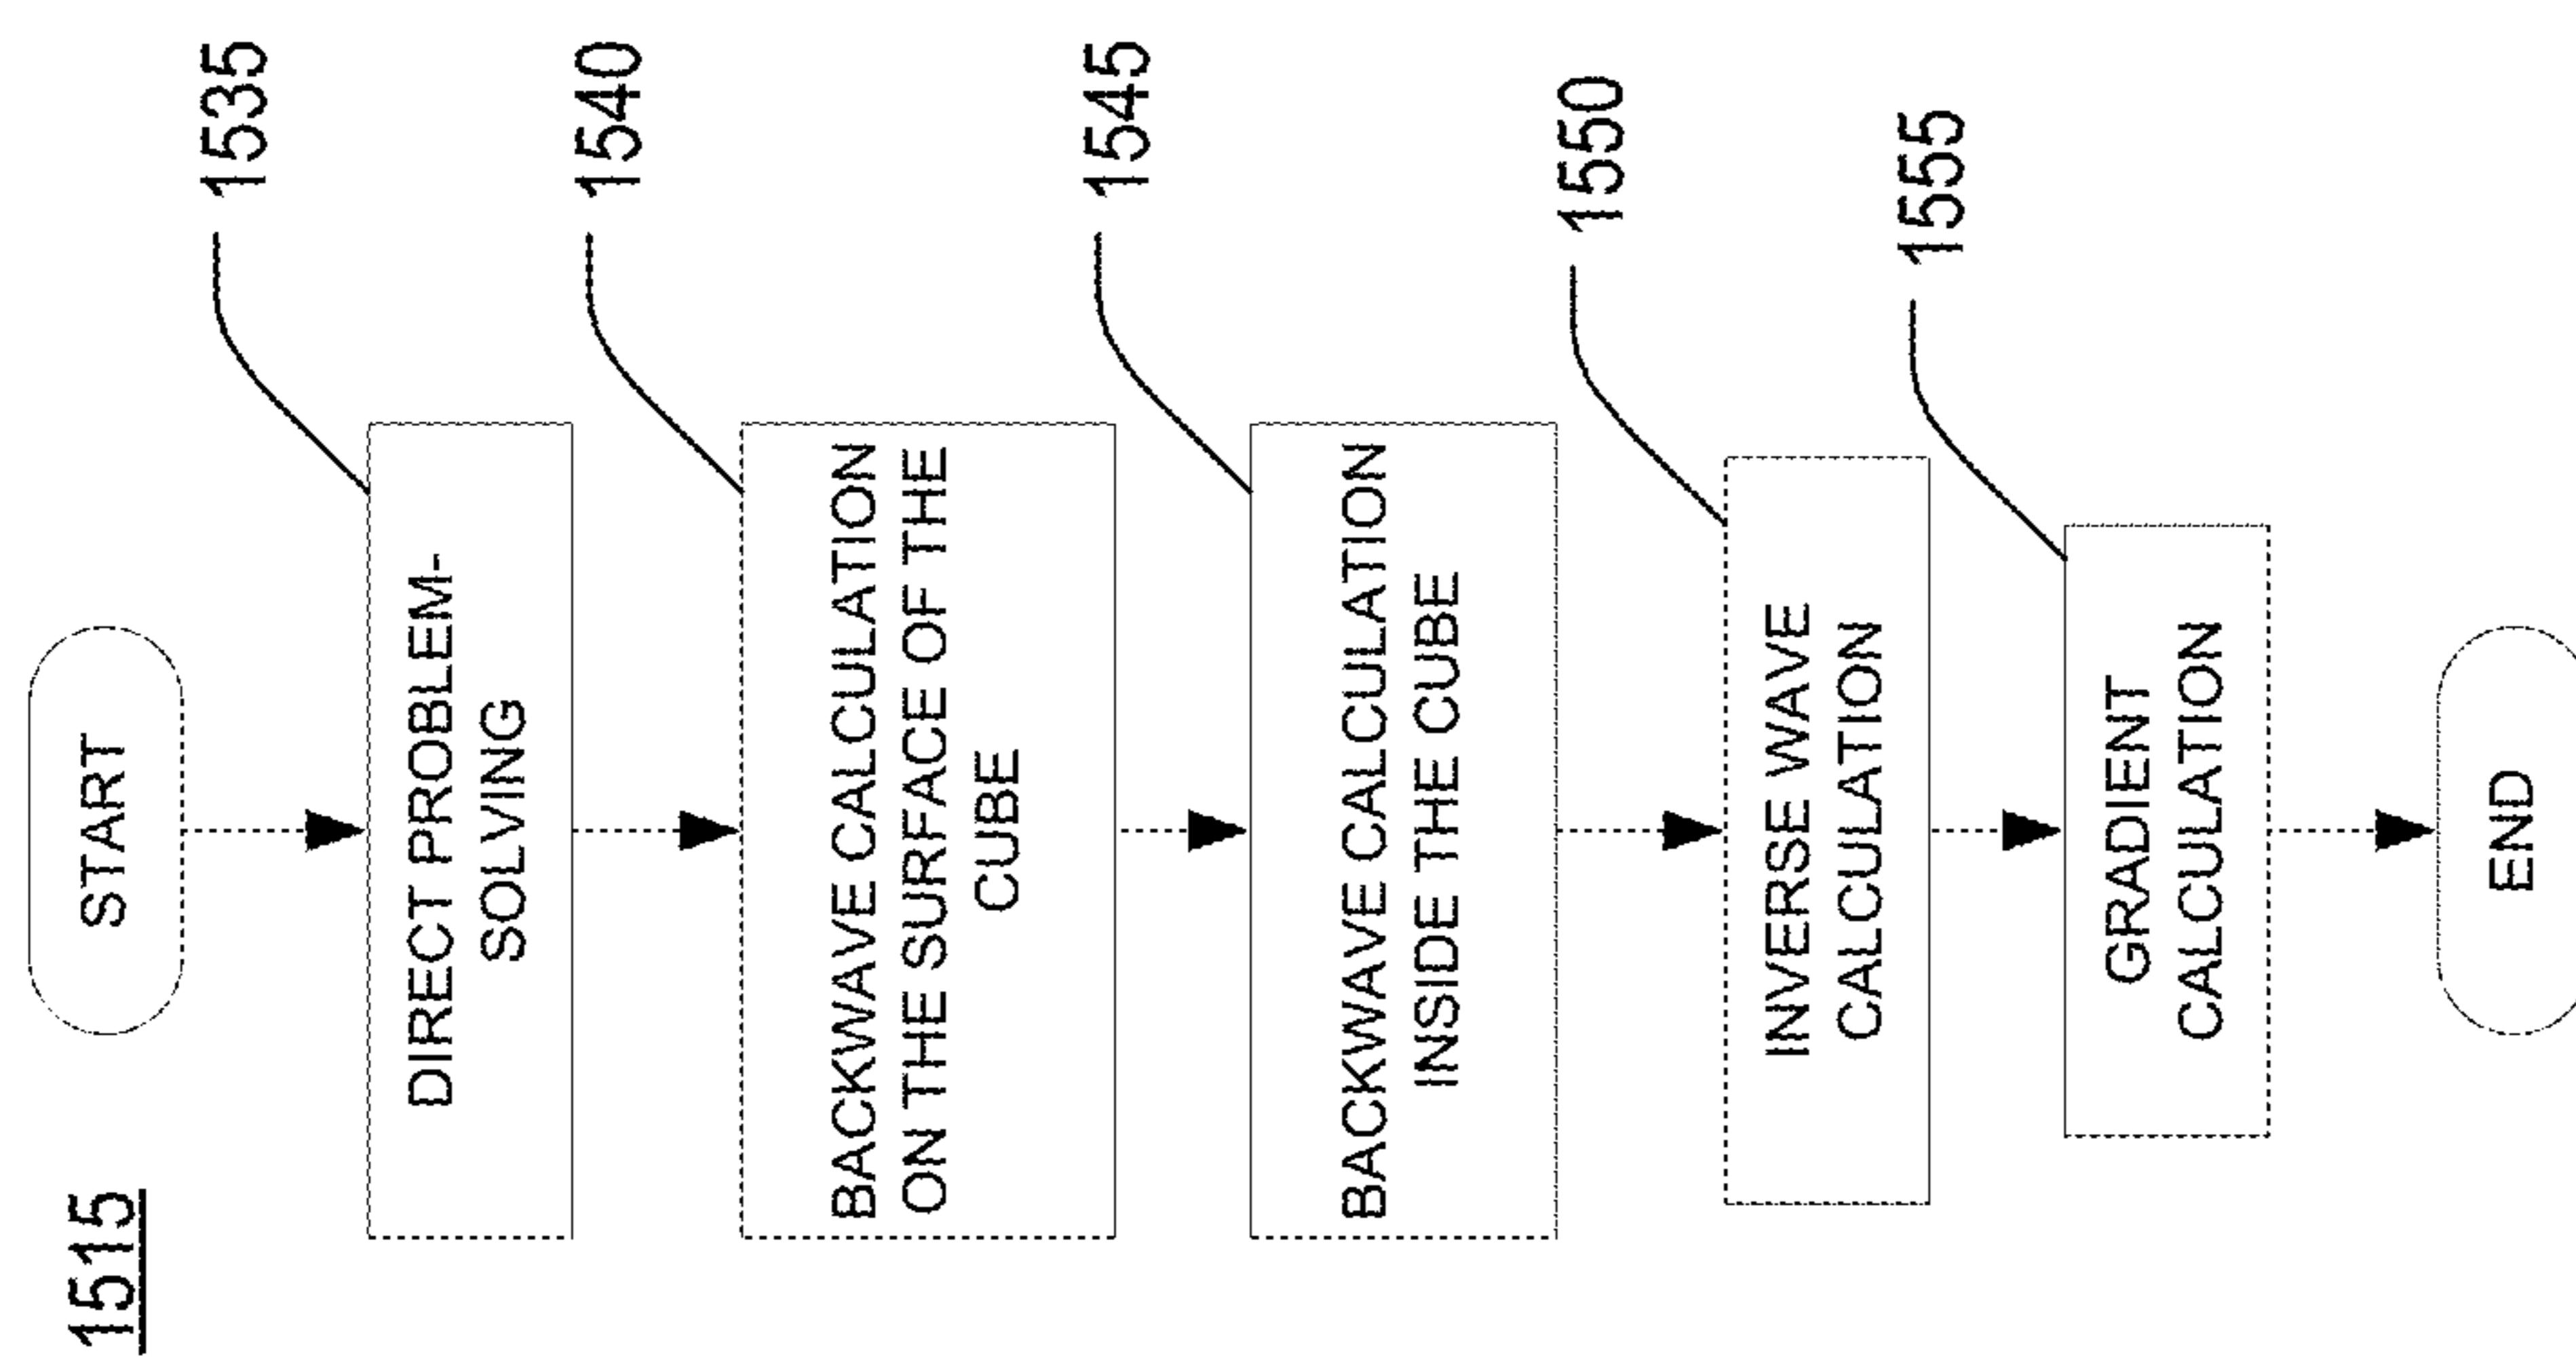 1515
START
1535
DIRECT PROBLEM-
SOLVING
1540
BACKWAVE CALCULATION
ON THE SURFACE OF THE
CUBE
1545
BACKWAVE CALCULATION
INSIDE THE CUBE
1550
INVERSE WAVE
CALCULATION
1555
GRADIENT
CALCULATION
END